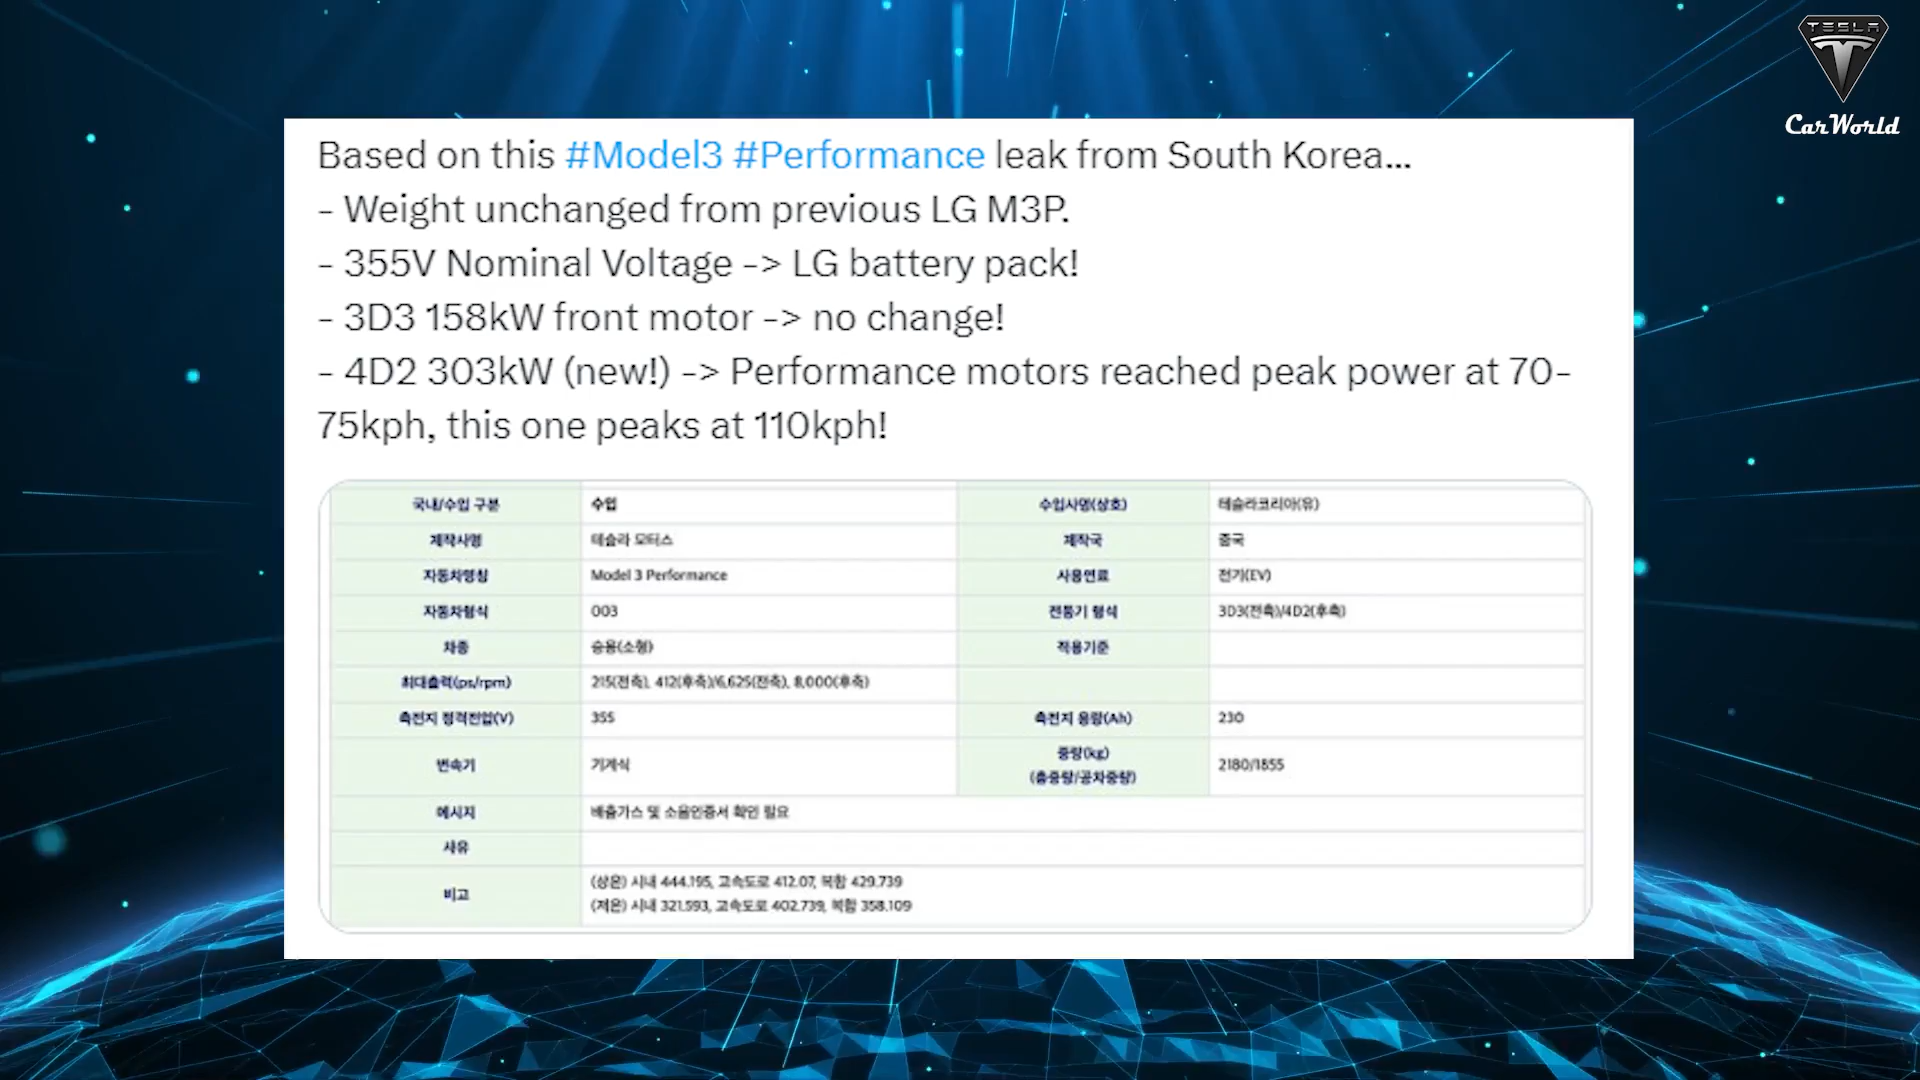 TESLA
CarWorld
Based on this #Model3 #Performance leak from South Korea...
- Weight unchanged from previous LG M3P.
- 355V Nominal Voltage -> LG battery pack!
- 3D3 158kW front motor -> no change!
- 4D2 303kW (new!) -> Performance motors reached peak power at 70-
75kph, this one peaks at 110kph!
국내/수입 구분 수입 수입사명(상호) 테슬라코리아(유)
제작사명 테슬라 모터스 제작국 중국
자동차명칭 Model 3 Performance 사용연료 전기(EV)
자동차형식 003 전동기 형식 3D3(전축)/4D2(후축)
차종 승용(소형) 적용기준
최대출력(ps/rpm) 215(전축), 412(후축)/6,625(전축), 8,000(후축)
축전지 정격전압(V) 355 축전지 용량(Ah) 230
변속기 기계식 중량(kg)
(총중량/공차중량) 2180/1855
메시지 배출가스 및 소음인증서 확인 필요
사유
비고 (상온) 시내 444.195, 고속도로 412.07, 복합 429.739
(저온) 시내 321.593, 고속도로 402.739, 복합 358.109